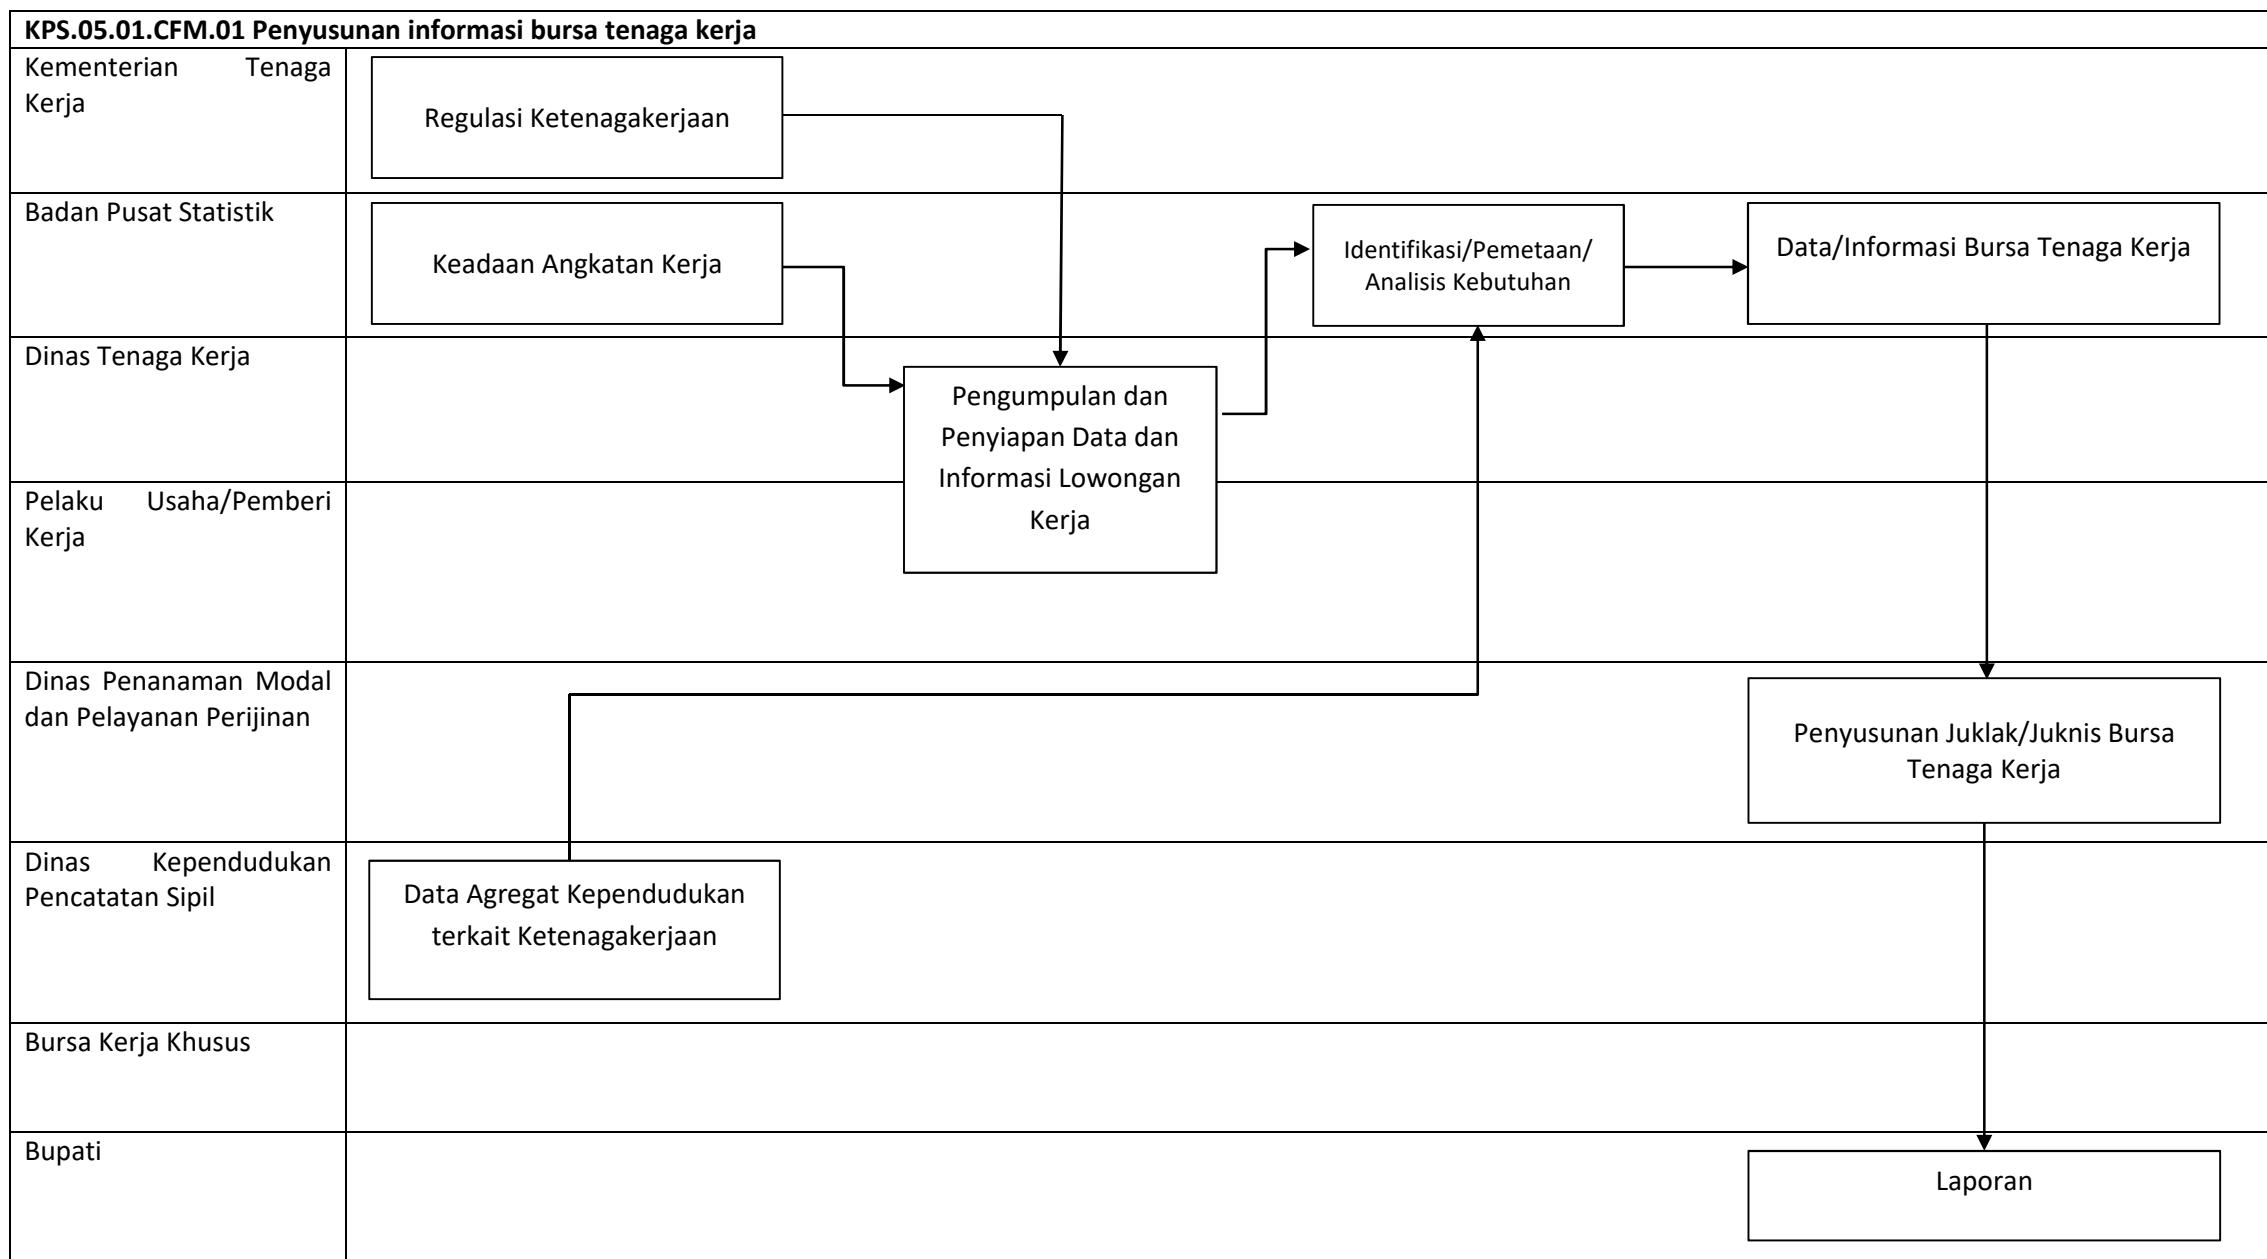 KPS.05.01.CFM.01 Penyusunan informasi bursa tenaga kerja
Kementerian Tenaga
Kerja
Regulasi Ketenagakerjaan
Badan Pusat Statistik
Keadaan Angkatan Kerja
Identifikasi/Pemetaan/
Analisis Kebutuhan
Data/Informasi Bursa Tenaga Kerja
Dinas Tenaga Kerja
Pengumpulan dan
Penyiapan Data dan
Informasi Lowongan
Kerja
Pelaku Usaha/Pemberi
Kerja
Dinas Penanaman Modal
dan Pelayanan Perijinan
Penyusunan Juklak/Juknis Bursa
Tenaga Kerja
Dinas Kependudukan
Pencatatan Sipil
Data Agregat Kependudukan
terkait Ketenagakerjaan
Bursa Kerja Khusus
Bupati
Laporan